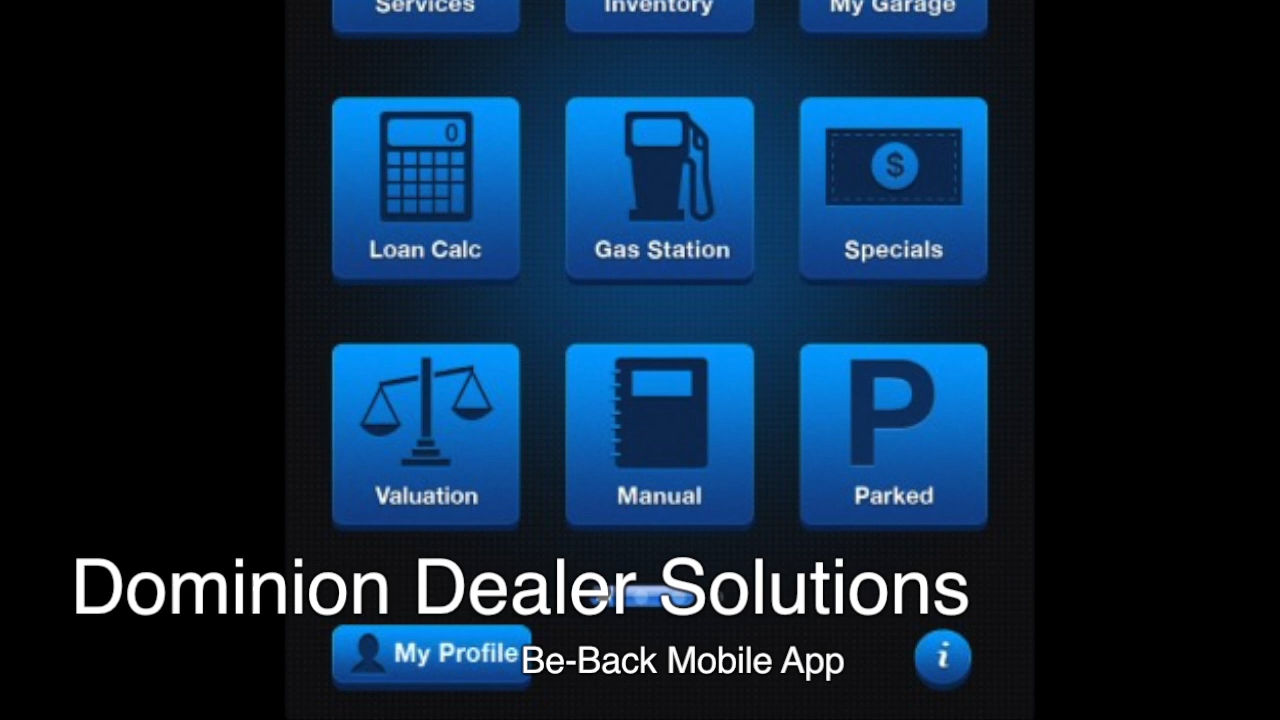 Services Inventory My Garage
0 $
Loan Calc Gas Station Specials
P
Valuation Manual Parked
Dominion Dealer Solutions
My Profile i
Be-Back Mobile App